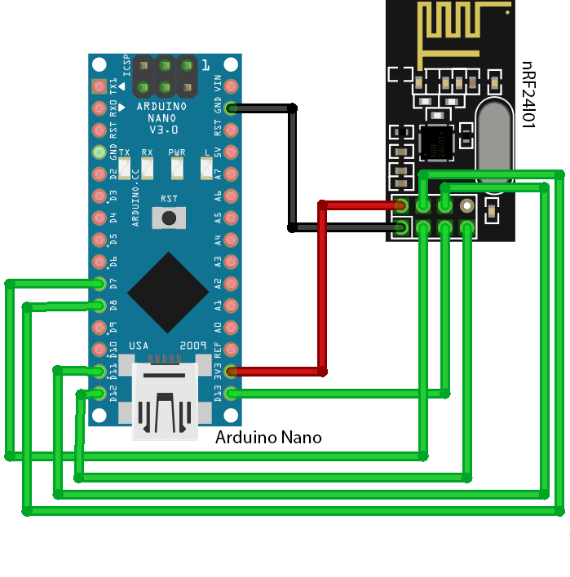 ICSP
1
TX1
RX0
RST
GND
D2
D3
D4
D5
D6
D7
D8
D9
D10
D11
D12
VIN
GND
RST
5V
A7
A6
A5
A4
A3
A2
A1
A0
REF
3V3
D13
ARDUINO
NANO
V3.0
TX RX PWR L
RST
ARDUINO.CC
USA 2009
Arduino Nano
nRF24l01